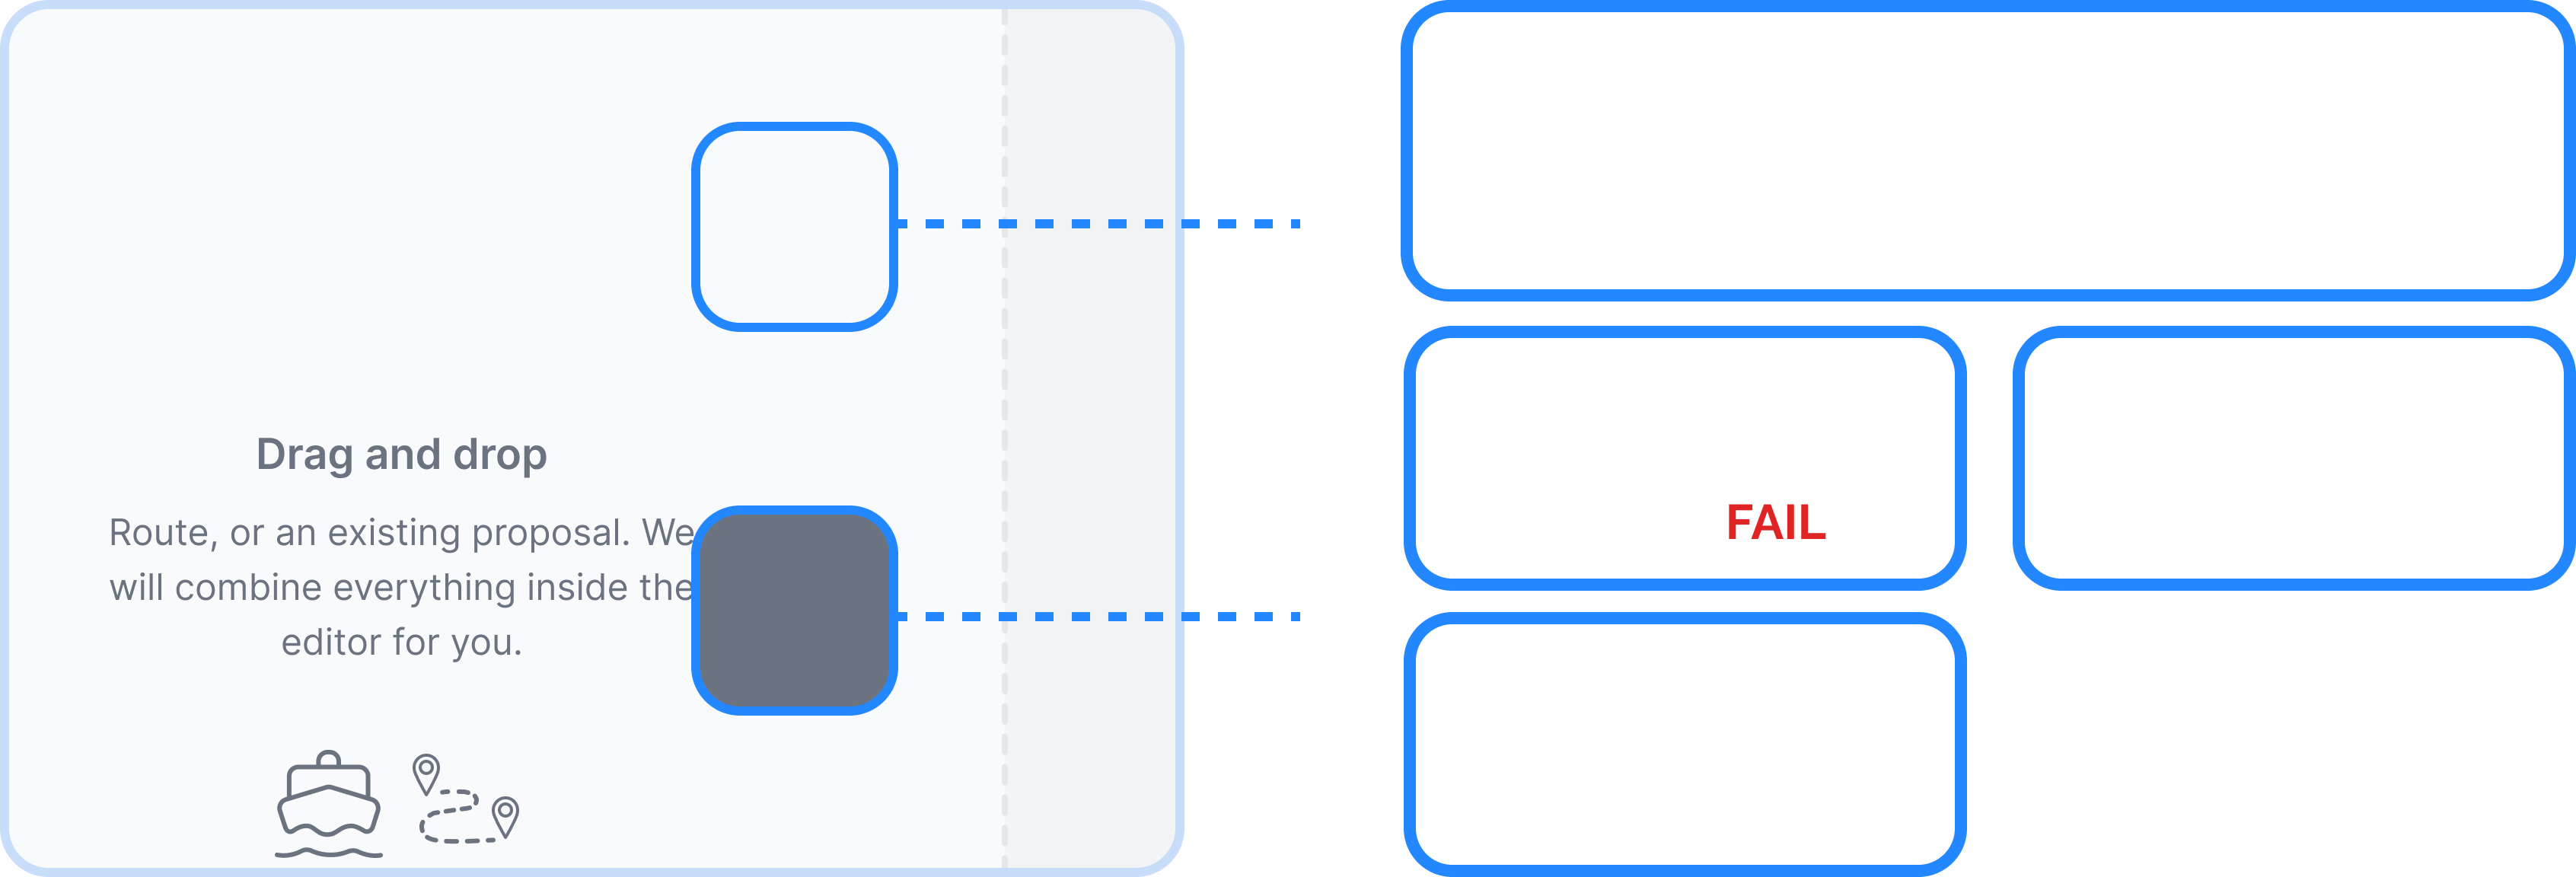 Drag and drop
Route, or an existing proposal. We
will combine everything inside the
editor for you.
FAIL